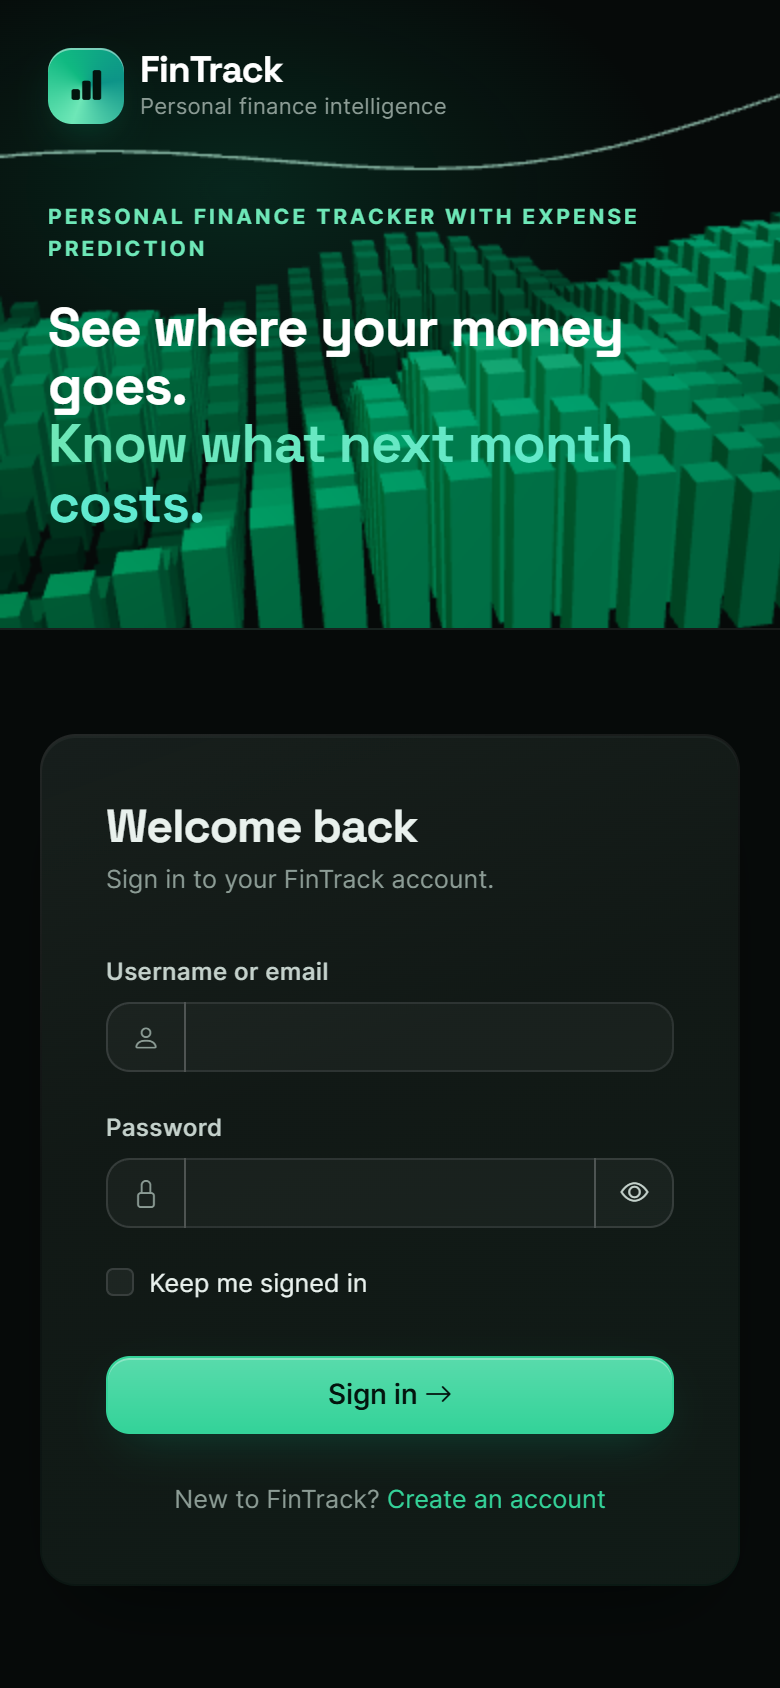 FinTrack
Personal finance intelligence
PERSONAL FINANCE TRACKER WITH EXPENSE
PREDICTION
See where your money
goes.
Know what next month
costs.
Welcome back
Sign in to your FinTrack account.
Username or email
Password
Keep me signed in
Sign in →
New to FinTrack? Create an account